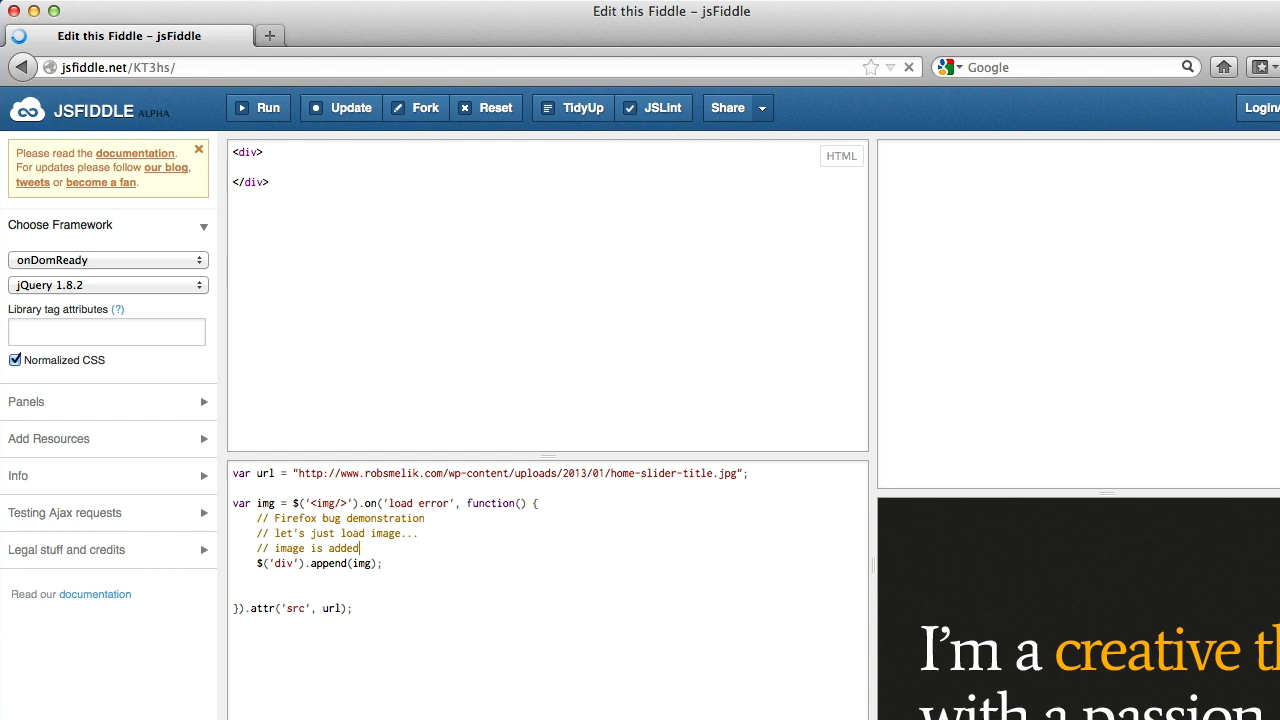 Edit this Fiddle – jsFiddle
Edit this Fiddle – jsFiddle
jsfiddle.net/KT3hs/
Google
JSFIDDLE ALPHA
Run
Update
Fork
Reset
TidyUp
JSLint
Share
Login/
Please read the documentation.
For updates please follow our blog,
tweets or become a fan.
Choose Framework
onDomReady
jQuery 1.8.2
Library tag attributes (?)
Normalized CSS
Panels
Add Resources
Info
Testing Ajax requests
Legal stuff and credits
Read our documentation
<div>
</div>
HTML
var url = "http://www.robsmelik.com/wp-content/uploads/2013/01/home-slider-title.jpg";
var img = $('<img/>').on('load error', function() {
// Firefox bug demonstration
// let's just load image...
// image is added
$('div').append(img);
}).attr('src', url);
I'm a creative th
with a passion